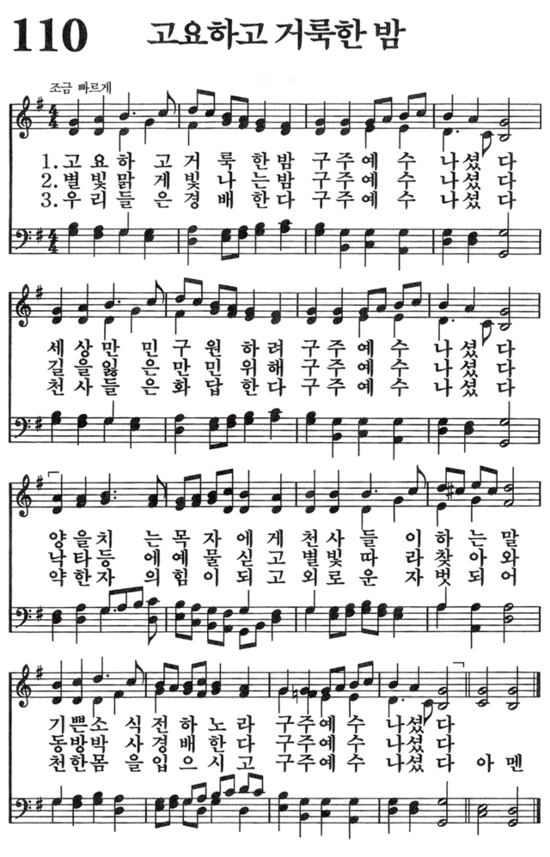 110 고요하고 거룩한 밤
조금 빠르게
1. 고 요 하 고 거 룩 한 밤 구 주 예 수 나 셨 다
2. 별 빛 맑 게 빛 나 는 밤 구 주 예 수 나 셨 다
3. 우 리 들 은 경 배 한 다 구 주 예 수 나 셨 다
세 상 만 민 구 원 하 려 구 주 예 수 나 셨 다
길 을 잃 은 만 민 위 해 구 주 예 수 나 셨 다
천 사 들 은 화 답 한 다 구 주 예 수 나 셨 다
양 을 치 는 목 자 에 게 천 사 들 이 하 는 말
낙 타 등 에 예 물 싣 고 별 빛 따 라 찾 아 와
약 한 자 의 힘 이 되 고 외 로 운 자 벗 되 어
기 쁜 소 식 전 하 노 라 구 주 예 수 나 셨 다
동 방 박 사 경 배 한 다 구 주 예 수 나 셨 다
천 한 몸 을 입 으 시 고 구 주 예 수 나 셨 다 아 멘